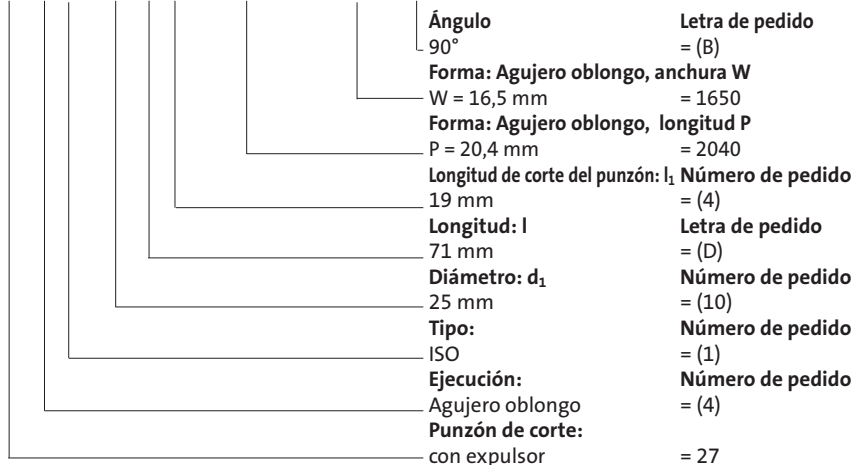 Ángulo Letra de pedido
90° = (B)
Forma: Agujero oblongo, anchura W
W = 16,5 mm = 1650
Forma: Agujero oblongo, longitud P
P = 20,4 mm = 2040
Longitud de corte del punzón: l₁ Número de pedido
19 mm = (4)
Longitud: l Letra de pedido
71 mm = (D)
Diámetro: d₁ Número de pedido
25 mm = (10)
Tipo: Número de pedido
ISO = (1)
Ejecución: Número de pedido
Agujero oblongo = (4)
Punzón de corte:
con expulsor = 27